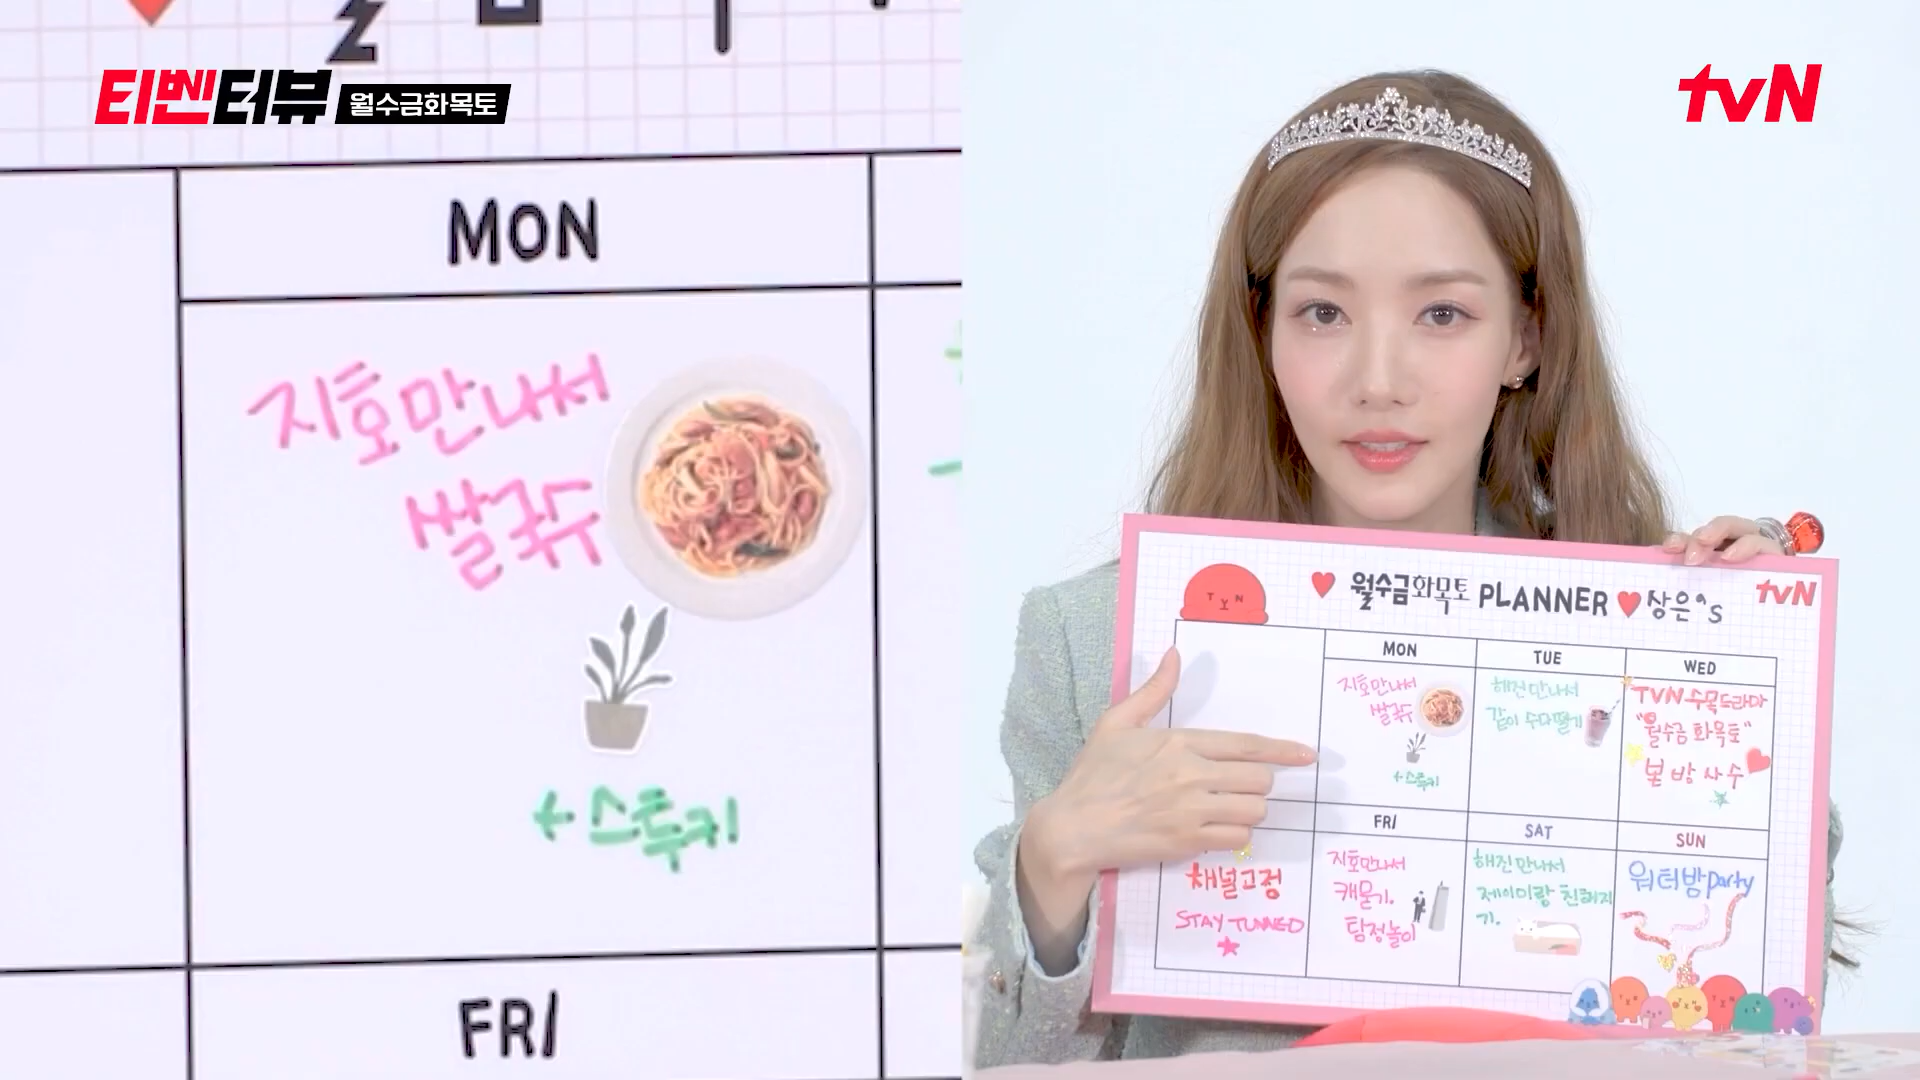 티벤터뷰
월수금화목토
MON
지호만나서
쌀국수
+스투키
FRI
tvN
월수금화목토 PLANNER 상은's
tvN
TVN
MON
TUE
WED
지호만나서
쌀국수
+스투키
해진만나서
같이 수다떨기
TVN 수목드라마
"월수금 화목토"
본방사수
FRI
SAT
SUN
채널고정
STAY TUNNED
지호만나서
캐물기.
탐정놀이
해진만나서
제이미랑 친해지
기.
워터밤party